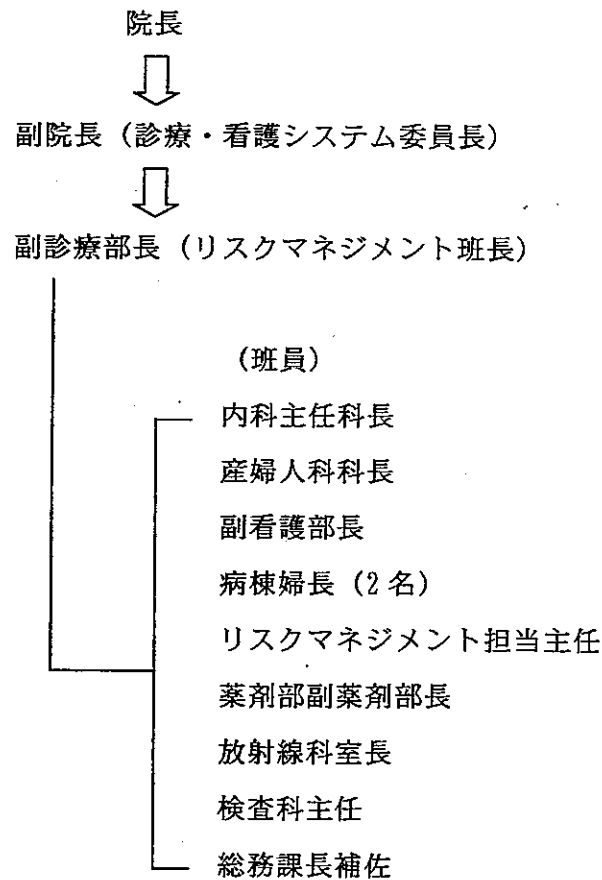 院長
副院長（診療・看護システム委員長）
副診療部長（リスクマネジメント班長）
（班員）
内科主任科長
産婦人科科長
副看護部長
病棟婦長（2名）
リスクマネジメント担当主任
薬剤部副薬剤部長
放射線科室長
検査科主任
総務課長補佐